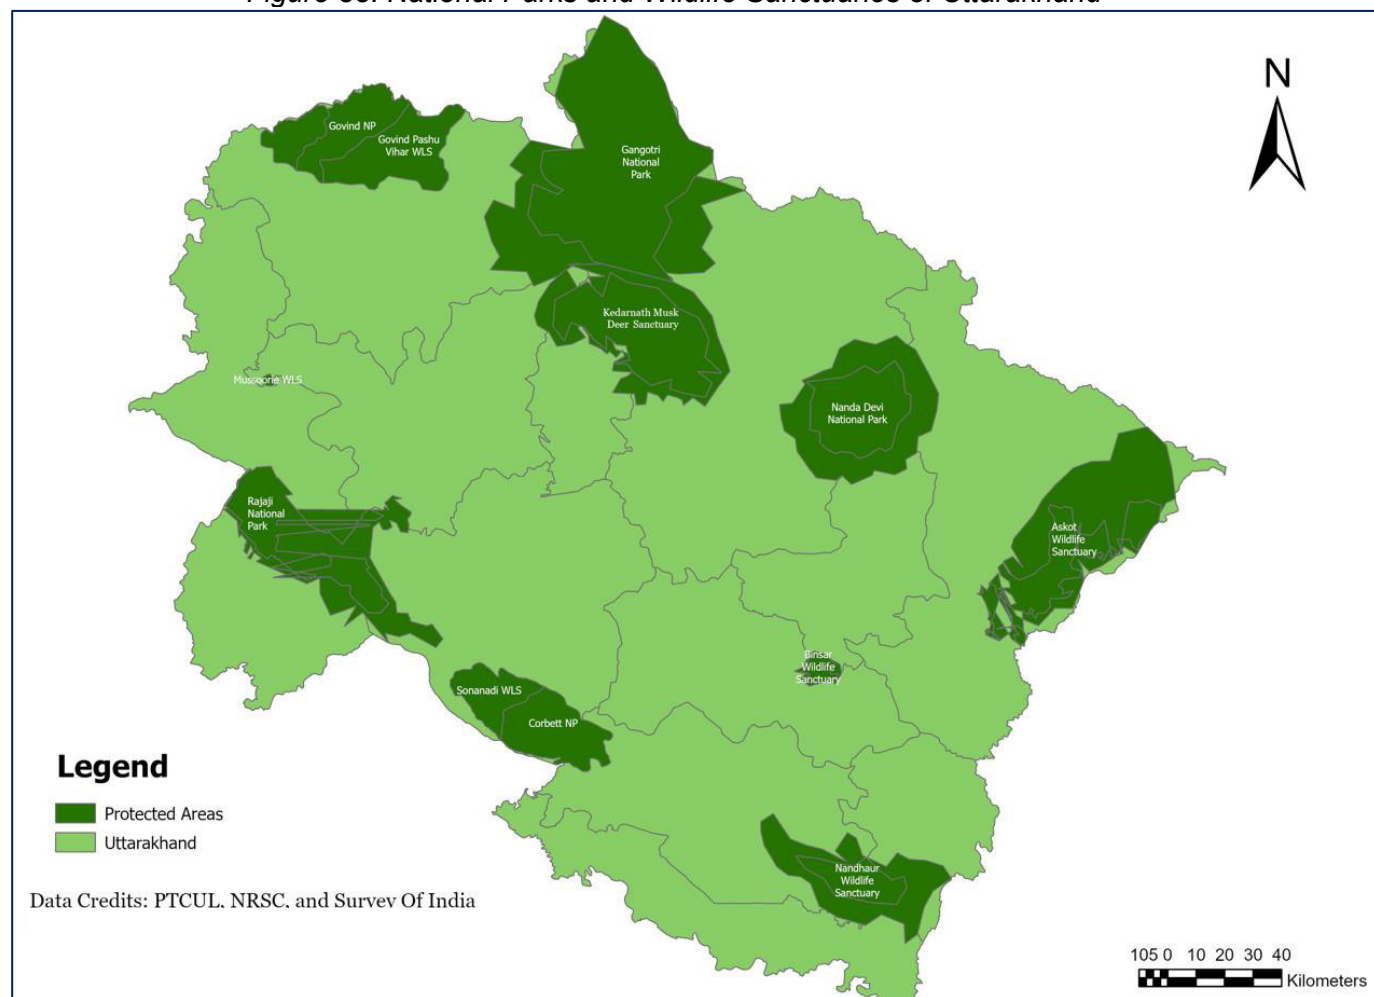 Figure 33: National Parks and Wildlife Sanctuaries of Uttarakhand
N
Govind NP
Govind Pashu
Vihar WLS
Gangotri
National
Park
Kedarnath Musk
Deer Sanctuary
Mussoorie WLS
Nanda Devi
National Park
Rajaji
National
Park
Askot
Wildlife
Sanctuary
Binsar
Wildlife
Sanctuary
Sonanadi WLS
Corbett NP
Nandhaur
Wildlife
Sanctuary
Legend
Protected Areas
Uttarakhand
Data Credits: PTCUL, NRSC, and Survey Of India
105 0 10 20 30 40
Kilometers